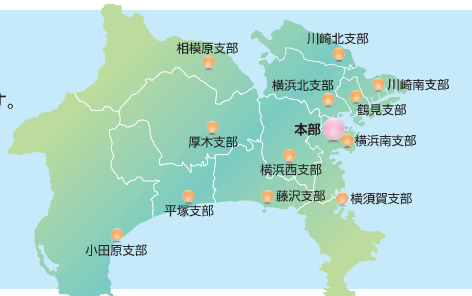 川崎北支部
相模原支部
横浜北支部
川崎南支部
す。
鶴見支部
本部
厚木支部
横浜南支部
横浜西支部
藤沢支部
横須賀支部
平塚支部
小田原支部